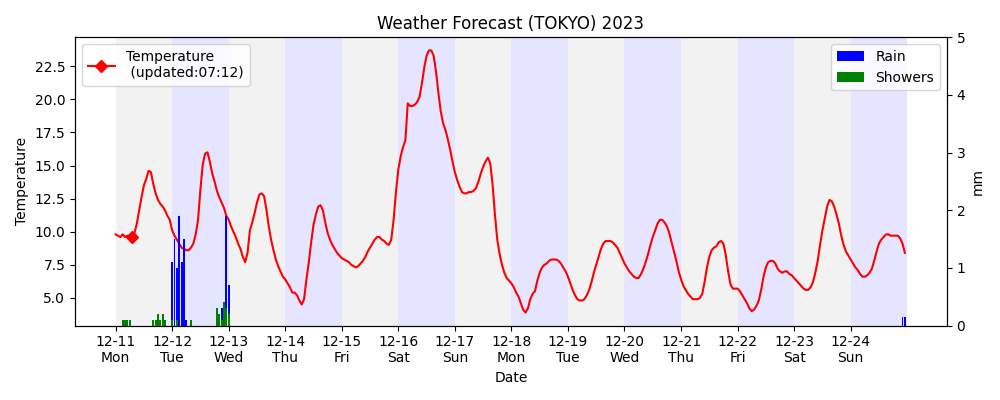 Weather Forecast (TOKYO) 2023
Temperature
(updated:07:12)
Rain
Showers
22.5
20.0
17.5
15.0
12.5
10.0
7.5
5.0
Temperature
5
4
3
2
1
0
mm
12-11 12-12 12-13 12-14 12-15 12-16 12-17 12-18 12-19 12-20 12-21 12-22 12-23 12-24
Mon Tue Wed Thu Fri Sat Sun Mon Tue Wed Thu Fri Sat Sun
Date